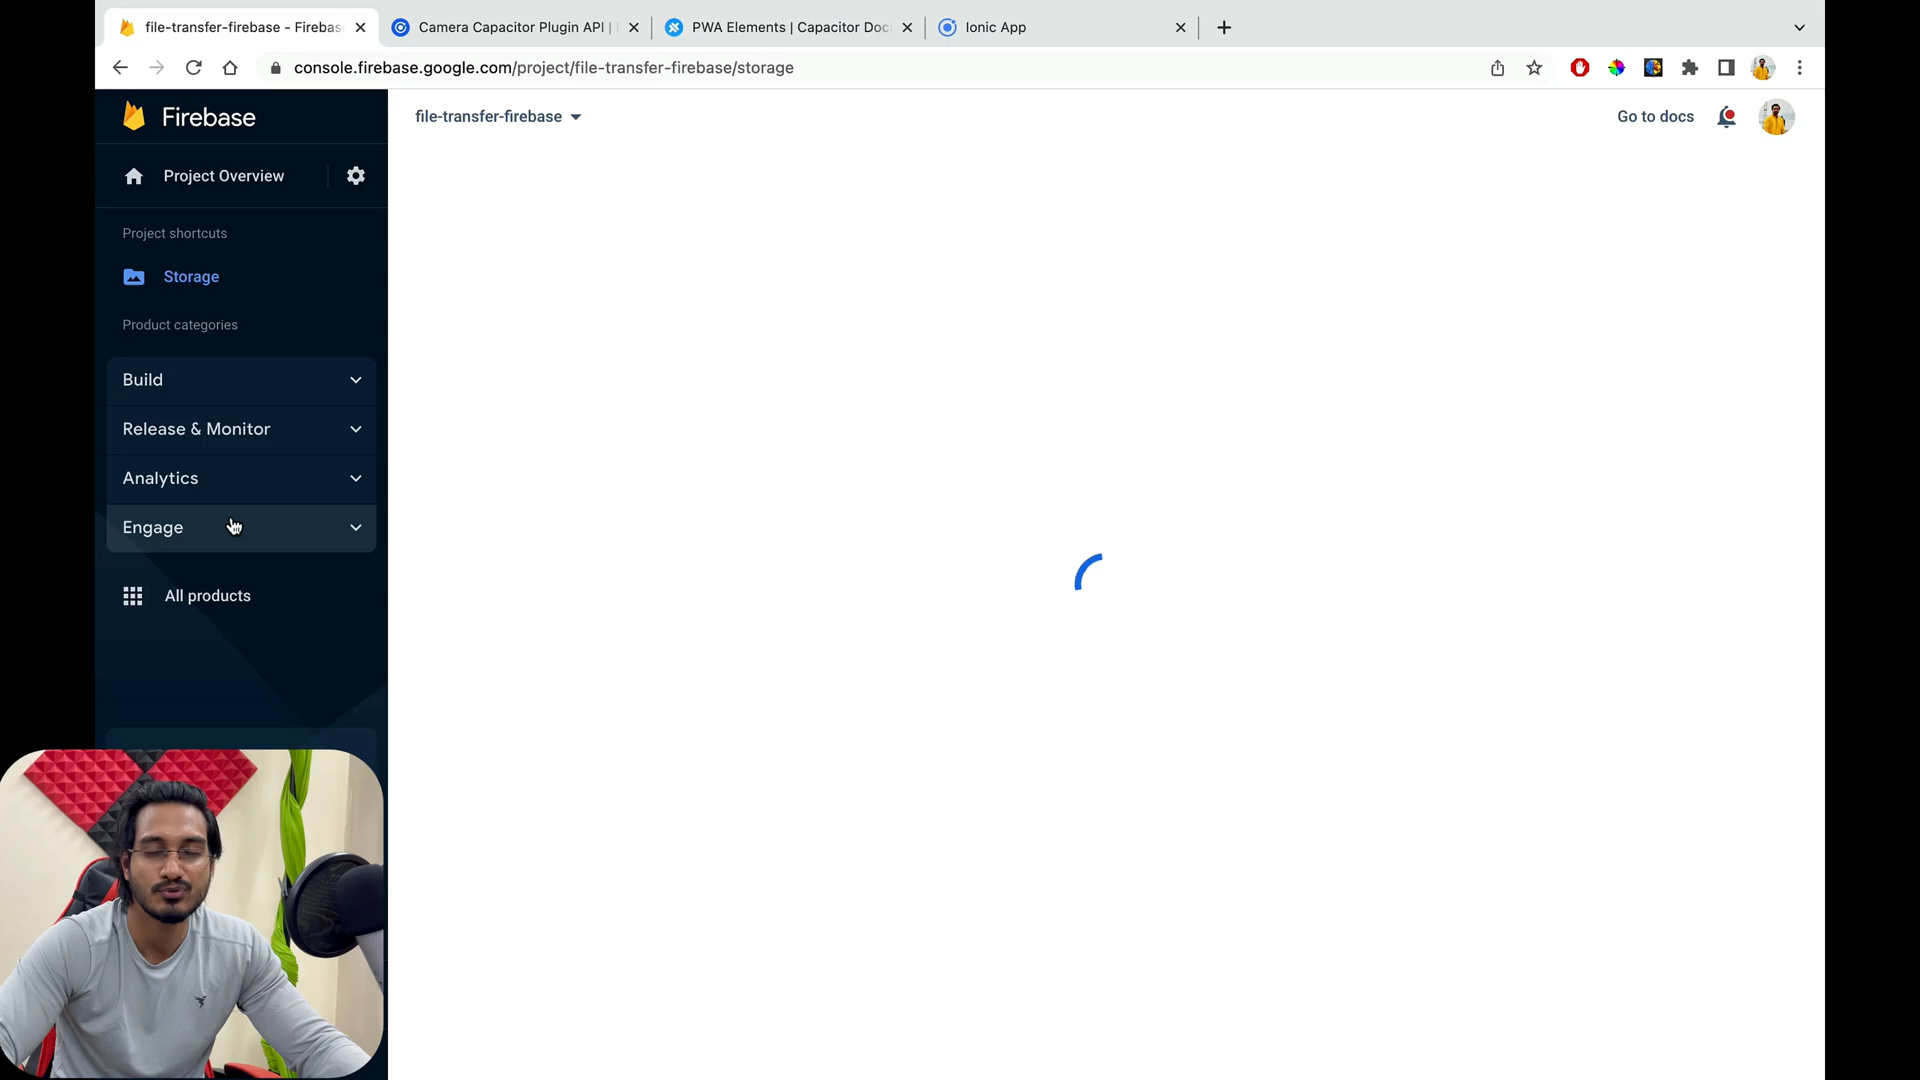 file-transfer-firebase - Firebas
Camera Capacitor Plugin API |
PWA Elements | Capacitor Doc
Ionic App
console.firebase.google.com/project/file-transfer-firebase/storage
Firebase
file-transfer-firebase
Go to docs
Project Overview
Project shortcuts
Storage
Product categories
Build
Release & Monitor
Analytics
Engage
All products